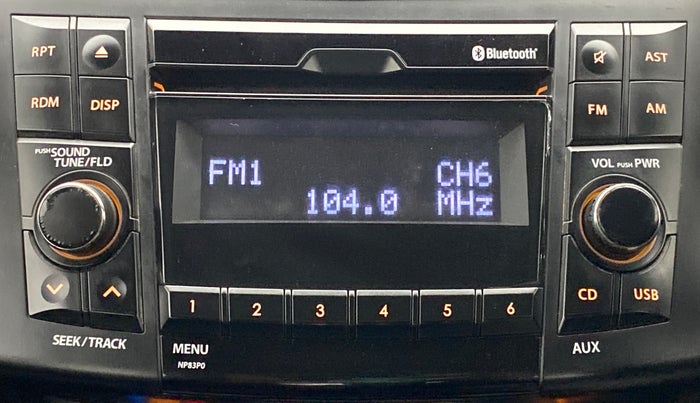 RPT
Bluetooth
AST
RDM
DISP
FM
AM
PUSH SOUND
TUNE/FLD
VOL PUSH PWR
FM1 CH6
104.0 MHz
CD
USB
1 2 3 4 5 6
SEEK/TRACK
MENU
AUX
NP83P0